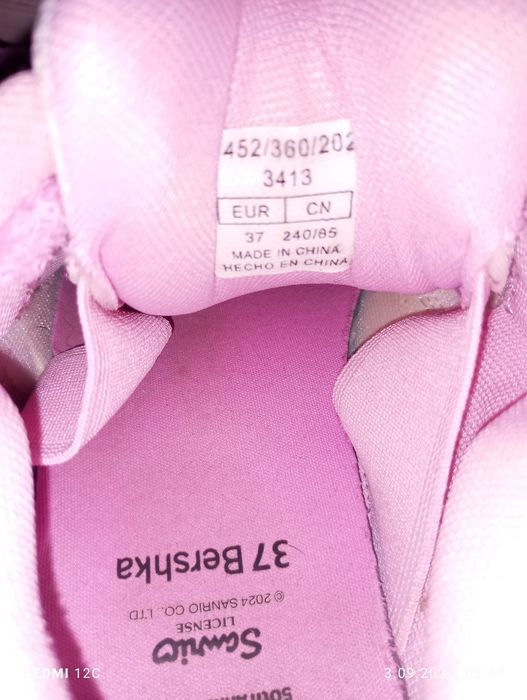 452/360/202
3413
EUR CN
37 240/85
MADE IN CHINA
HECHO EN CHINA
37 Bershka
© 2024 SANRIO CO., LTD
LICENSE
Sanrio
REDMI 12C